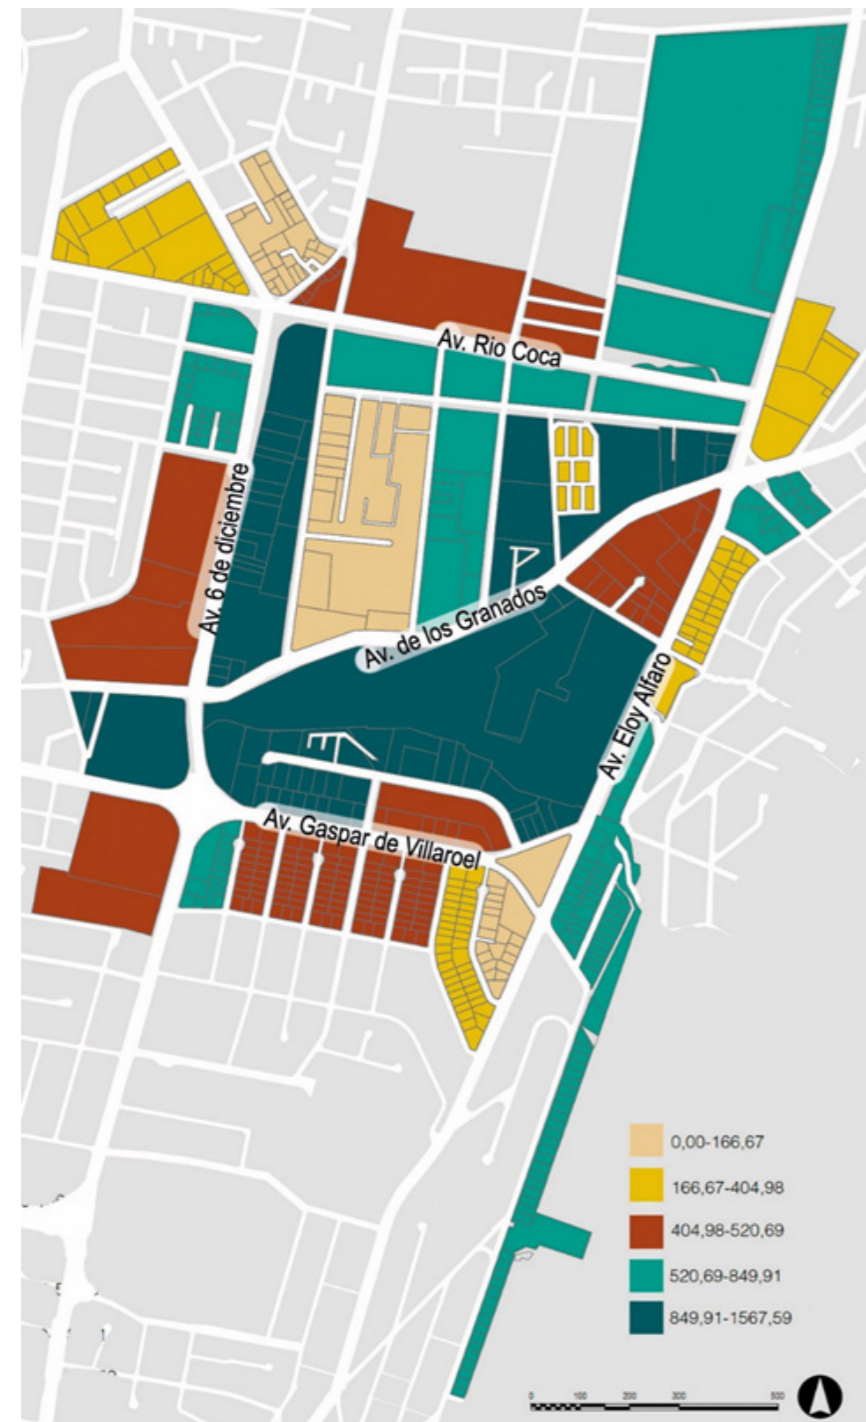 Av. Rio Coca
Av. 6 de diciembre
Av. de los Granados
Av. Eloy Alfaro
Av. Gaspar de Villaroel
0,00-166,67
166,67-404,98
404,98-520,69
520,69-849,91
849,91-1567,59
0 100 200 300 500